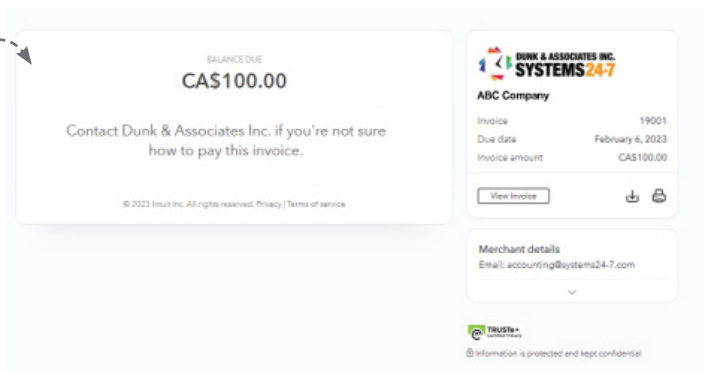 BALANCE DUE
CA$100.00
Contact Dunk & Associates Inc. if you're not sure
how to pay this invoice.
© 2023 Intuit Inc. All rights reserved. Privacy | Terms of service
DUNK & ASSOCIATES INC.
SYSTEMS24-7
ABC Company
Invoice 19001
Due date February 6, 2023
Invoice amount CA$100.00
View invoice
Merchant details
Email: accounting@systems24-7.com
TRUSTe
Certified Privacy
Information is protected and kept confidential